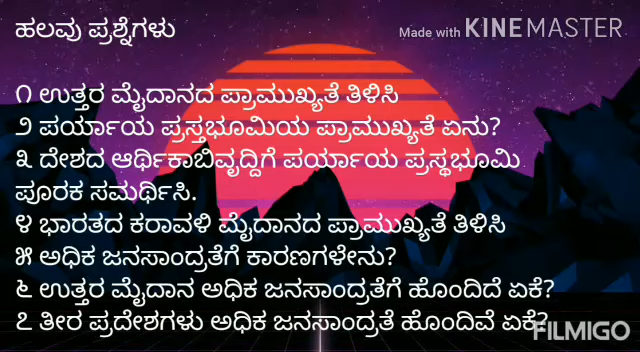 ಹಲವು ಪ್ರಶ್ನೆಗಳು
Made with KINEMASTER
೧ ಉತ್ತರ ಮೈದಾನದ ಪ್ರಾಮುಖ್ಯತೆ ತಿಳಿಸಿ
೨ ಪರ್ಯಾಯ ಪ್ರಸ್ತಭೂಮಿಯ ಪ್ರಾಮುಖ್ಯತೆ ಏನು?
೩ ದೇಶದ ಆರ್ಥಿಕಾಬಿವೃದ್ದಿಗೆ ಪರ್ಯಾಯ ಪ್ರಸ್ಥಭೂಮಿ
ಪೂರಕ ಸಮರ್ಥಿಸಿ.
೪ ಭಾರತದ ಕರಾವಳಿ ಮೈದಾನದ ಪ್ರಾಮುಖ್ಯತೆ ತಿಳಿಸಿ
೫ ಅಧಿಕ ಜನಸಾಂದ್ರತೆಗೆ ಕಾರಣಗಳೇನು?
೬ ಉತ್ತರ ಮೈದಾನ ಅಧಿಕ ಜನಸಾಂದ್ರತೆಗೆ ಹೊಂದಿದೆ ಏಕೆ?
೭ ತೀರ ಪ್ರದೇಶಗಳು ಅಧಿಕ ಜನಸಾಂದ್ರತೆ ಹೊಂದಿವೆ ಏಕೆ?
FILMIGO